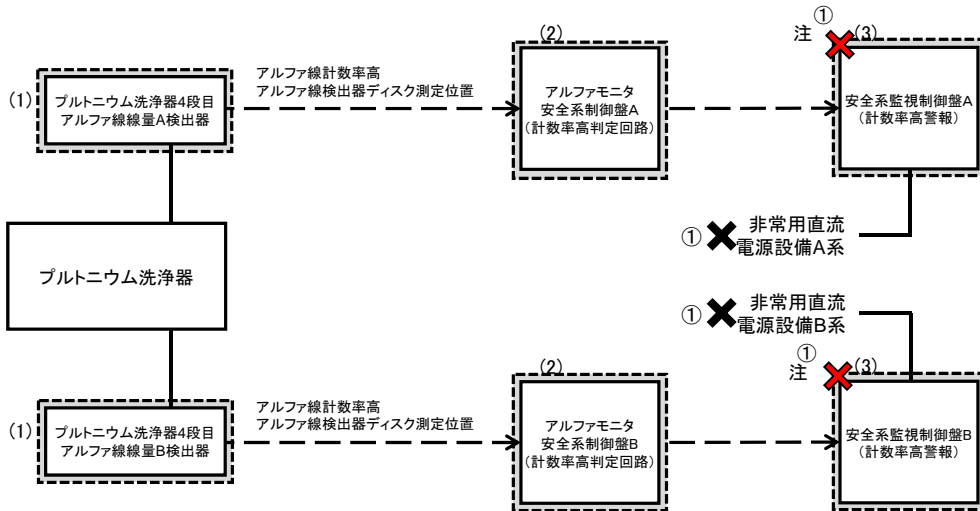 ①
注
(3)
(2)
(1)
プルトニウム洗浄器4段目
アルファ線線量A検出器
アルファ線計数率高
アルファ線検出器ディスク測定位置
アルファモニタ
安全系制御盤A
(計数率高判定回路)
安全系監視制御盤A
(計数率高警報)
① 非常用直流
電源設備A系
プルトニウム洗浄器
① 非常用直流
電源設備B系
①
注
(3)
(2)
(1)
プルトニウム洗浄器4段目
アルファ線線量B検出器
アルファ線計数率高
アルファ線検出器ディスク測定位置
アルファモニタ
安全系制御盤B
(計数率高判定回路)
安全系監視制御盤B
(計数率高警報)